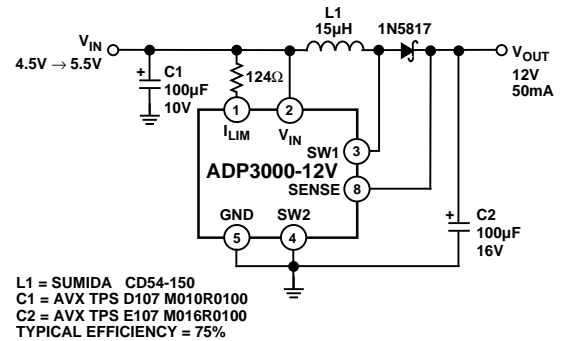 L1
15µH
1N5817
VIN
4.5V → 5.5V
VOUT
12V
50mA
C1
100µF
10V
124Ω
1
2
ILIM
VIN
SW1
3
ADP3000-12V
SENSE
8
GND
SW2
5
4
C2
100µF
16V
L1 = SUMIDA CD54-150
C1 = AVX TPS D107 M010R0100
C2 = AVX TPS E107 M016R0100
TYPICAL EFFICIENCY = 75%